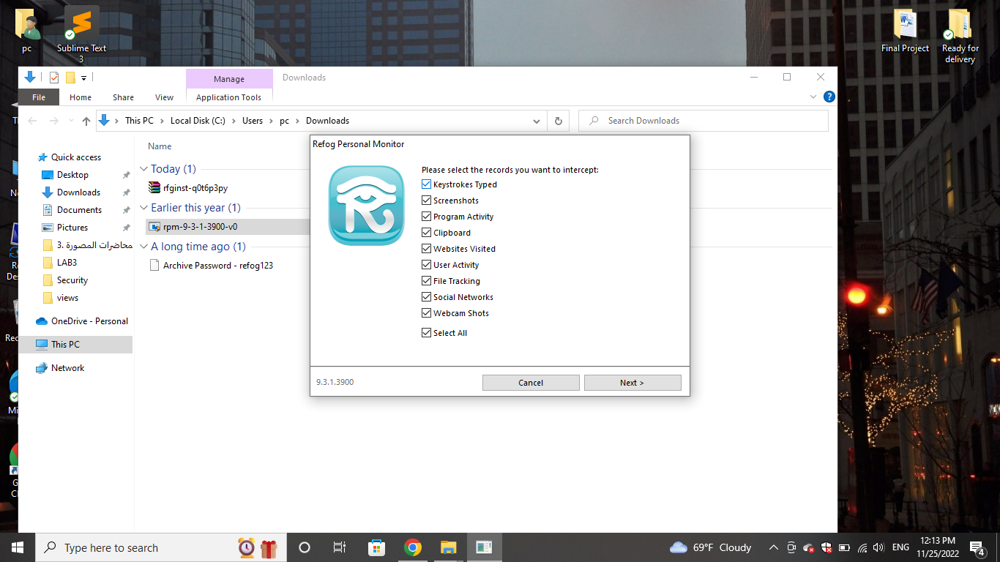 pc
Sublime Text
3
Final Project
Ready for
delivery
Manage
Downloads
File
Home
Share
View
Application Tools
This PC
Local Disk (C:)
Users
pc
Downloads
Search Downloads
Name
Quick access
Desktop
Downloads
Documents
Pictures
3. المحاضرات المصورة
LAB3
Security
views
OneDrive - Personal
This PC
Network
Today (1)
rfginst-q0t6p3py
Earlier this year (1)
rpm-9-3-1-3900-v0
A long time ago (1)
Archive Password - refog123
Refog Personal Monitor
Please select the records you want to intercept:
Keystrokes Typed
Screenshots
Program Activity
Clipboard
Websites Visited
User Activity
File Tracking
Social Networks
Webcam Shots
Select All
9.3.1.3900
Cancel
Next >
Type here to search
69°F Cloudy
ENG
12:13 PM
11/25/2022
4